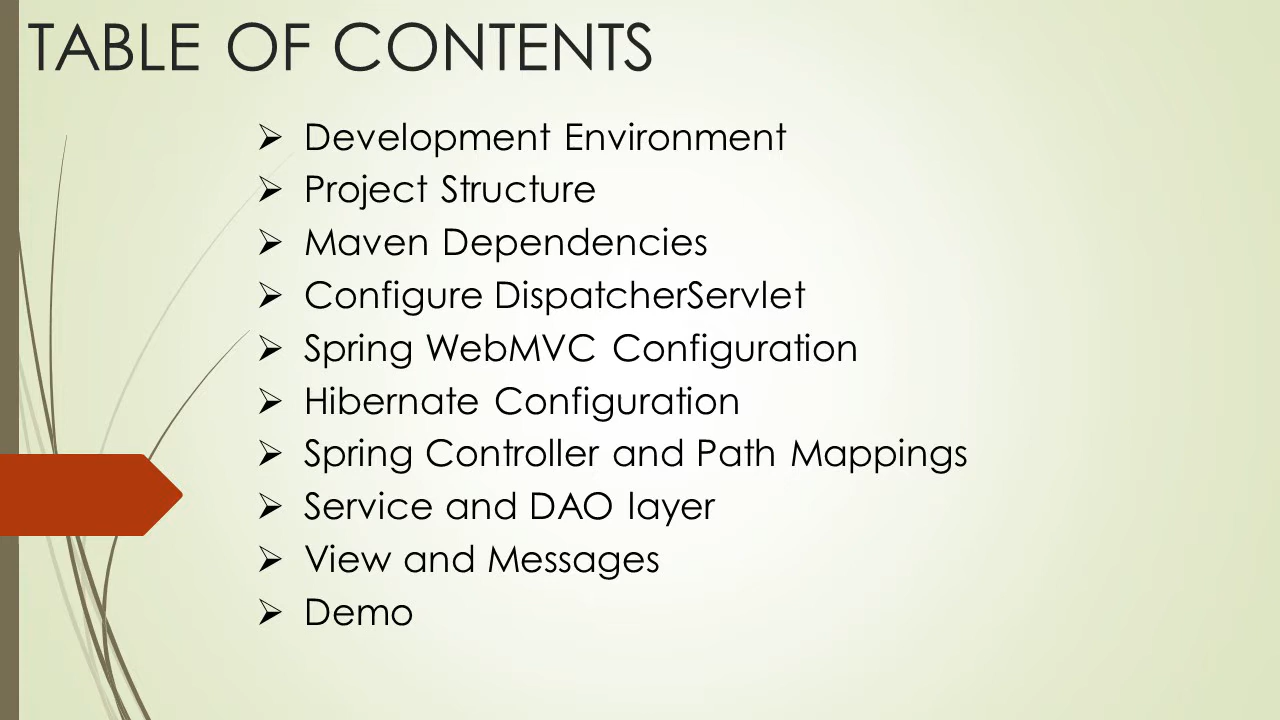 TABLE OF CONTENTS
Development Environment
Project Structure
Maven Dependencies
Configure DispatcherServlet
Spring WebMVC Configuration
Hibernate Configuration
Spring Controller and Path Mappings
Service and DAO layer
View and Messages
Demo